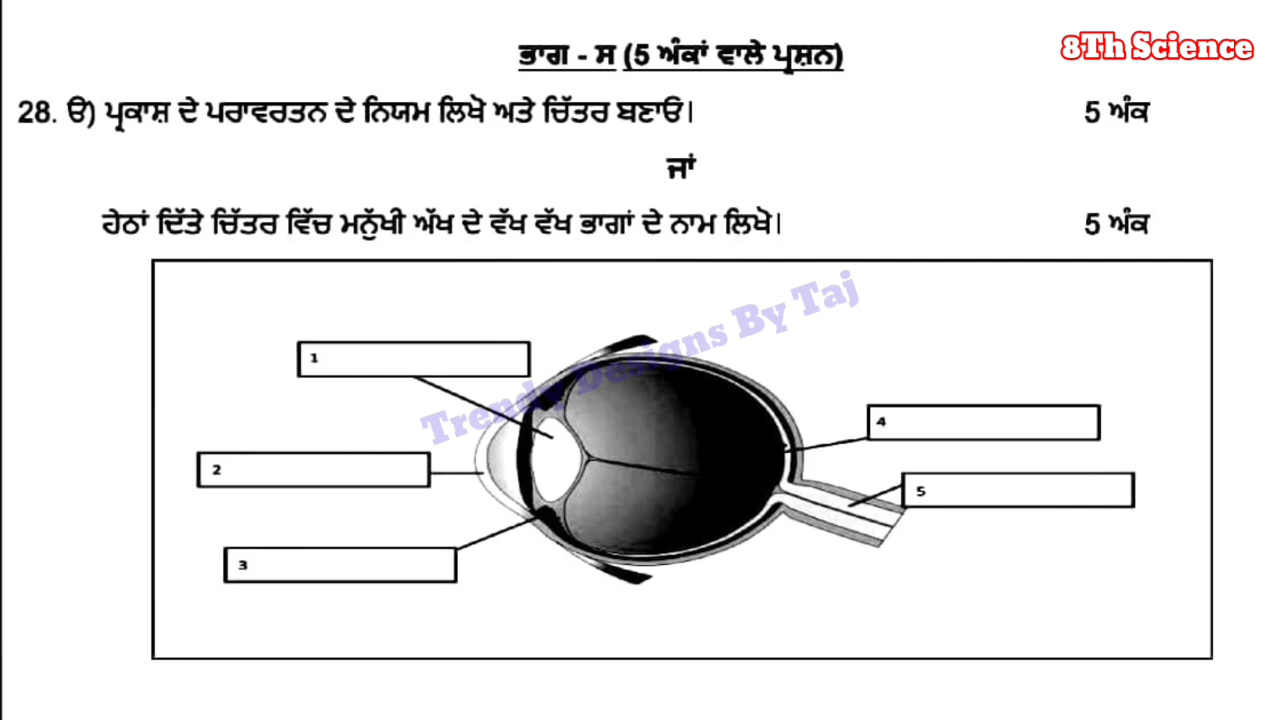 ਭਾਗ - ਸ (5 ਅੰਕਾਂ ਵਾਲੇ ਪ੍ਰਸ਼ਨ)
8Th Science
28. ੳ) ਪ੍ਰਕਾਸ਼ ਦੇ ਪਰਾਵਰਤਨ ਦੇ ਨਿਯਮ ਲਿਖੋ ਅਤੇ ਚਿੱਤਰ ਬਣਾਓ। 5 ਅੰਕ
ਜਾਂ
ਹੇਠਾਂ ਦਿੱਤੇ ਚਿੱਤਰ ਵਿੱਚ ਮਨੁੱਖੀ ਅੱਖ ਦੇ ਵੱਖ ਵੱਖ ਭਾਗਾਂ ਦੇ ਨਾਮ ਲਿਖੋ। 5 ਅੰਕ
Trendy Designs By Taj
1
4
2
5
3